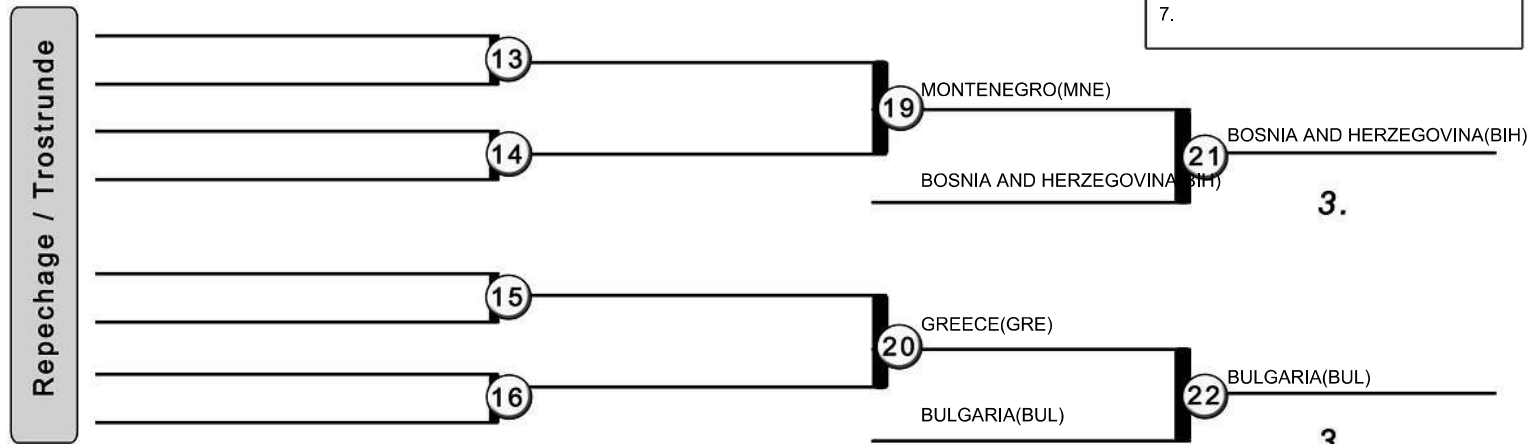 7.
Repechage / Trostrunde
13
14
19
MONTENEGRO(MNE)
BOSNIA AND HERZEGOVINA(BIH)
21
BOSNIA AND HERZEGOVINA(BIH)
3.
15
16
20
GREECE(GRE)
BULGARIA(BUL)
22
BULGARIA(BUL)
3